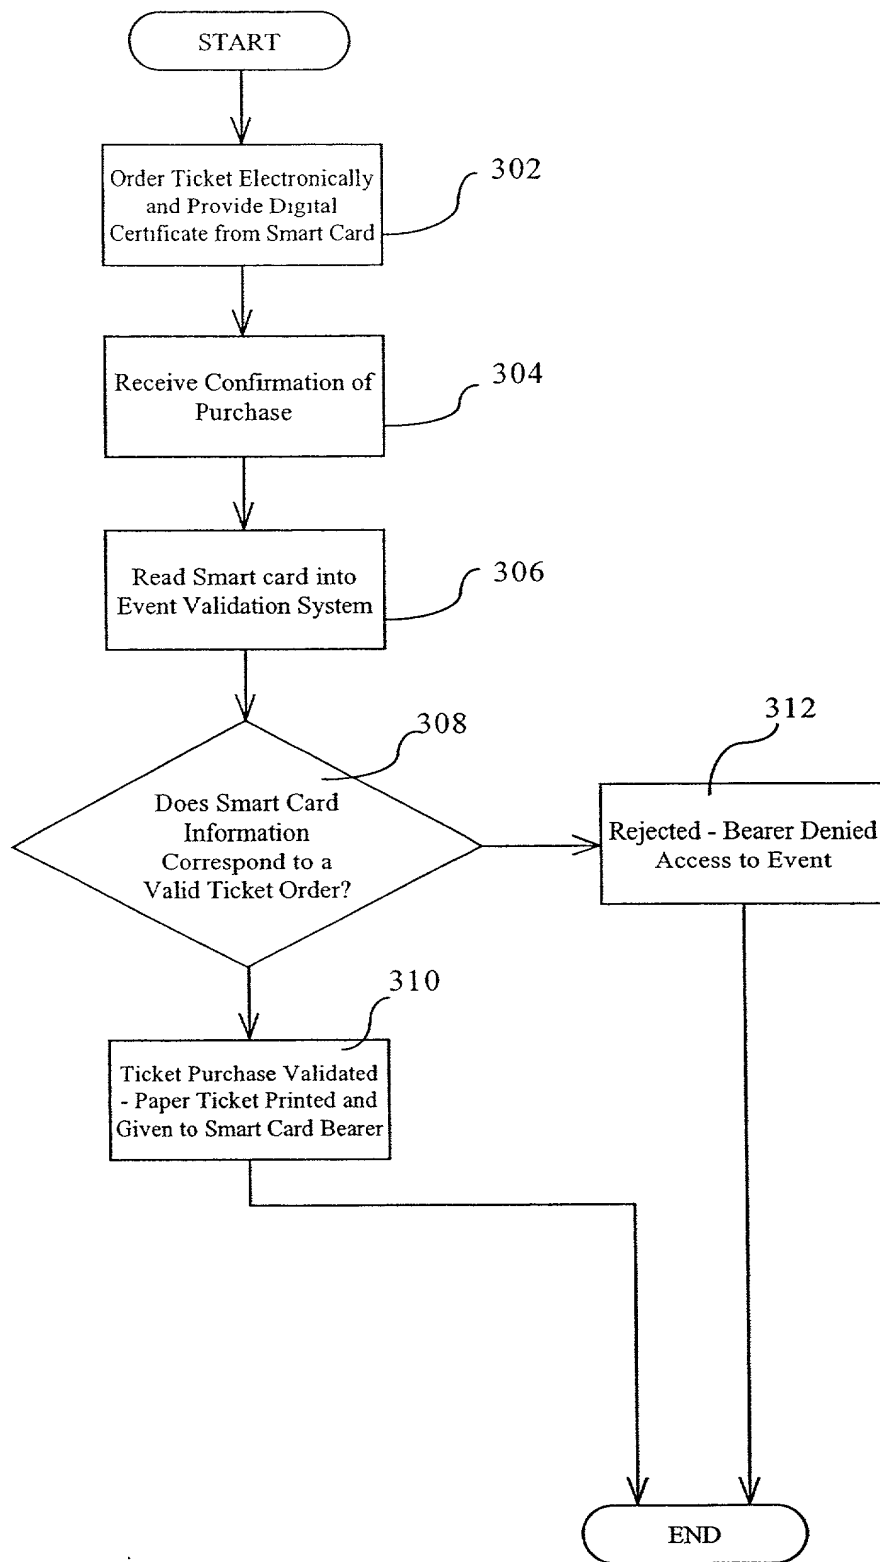 START
Order Ticket Electronically
and Provide Digital
Certificate from Smart Card
302
Receive Confirmation of
Purchase
304
Read Smart card into
Event Validation System
306
308
Does Smart Card
Information
Correspond to a
Valid Ticket Order?
312
Rejected - Bearer Denied
Access to Event
310
Ticket Purchase Validated
- Paper Ticket Printed and
Given to Smart Card Bearer
END